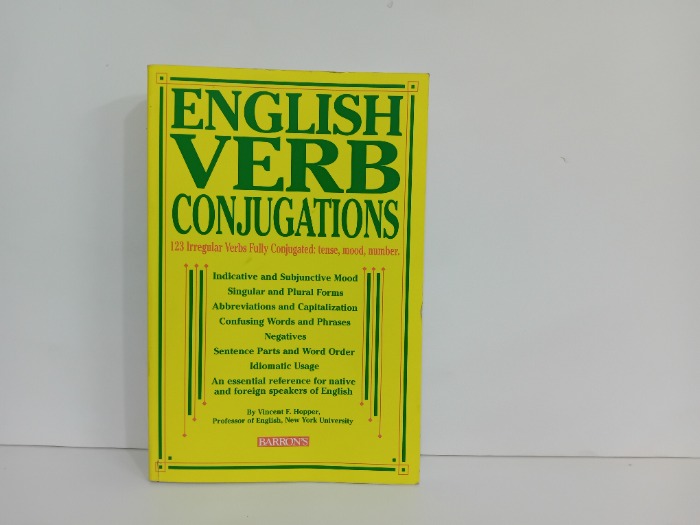 ENGLISH
VERB
CONJUGATIONS
123 Irregular Verbs Fully Conjugated: tense, mood, number.
Indicative and Subjunctive Mood
Singular and Plural Forms
Abbreviations and Capitalization
Confusing Words and Phrases
Negatives
Sentence Parts and Word Order
Idiomatic Usage
An essential reference for native
and foreign speakers of English
By Vincent F. Hopper,
Professor of English, New York University
BARRON'S